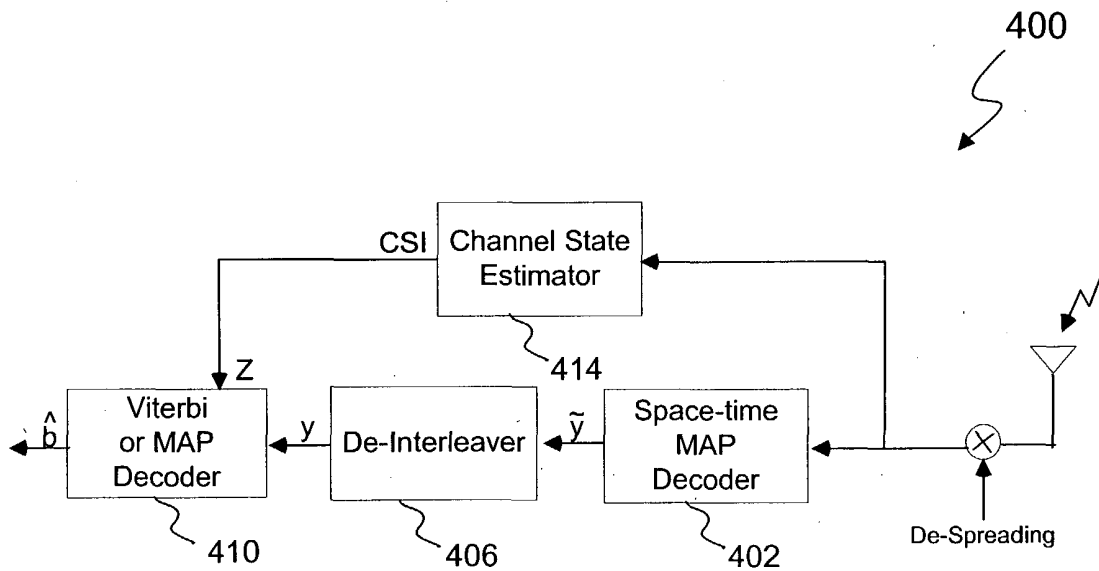 400
CSI
Channel State
Estimator
414
Z
b̂
Viterbi
or MAP
Decoder
y
De-Interleaver
ỹ
Space-time
MAP
Decoder
De-Spreading
410
406
402